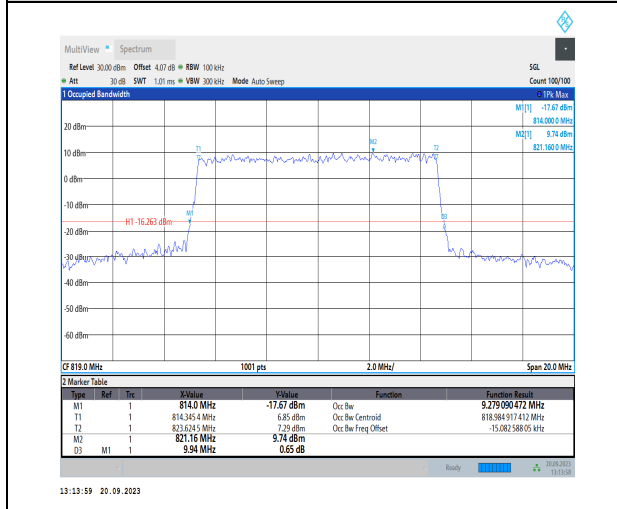 MultiView Spectrum
Ref Level 30.00 dBm Offset 4.07 dB RBW 100 kHz SGL
Att 30 dB SWT 1.01 ms VBW 300 kHz Mode Auto Sweep Count 100/100
1 Occupied Bandwidth 1Pk Max
M1[1] -17.67 dBm
814.000 0 MHz
M2[1] 9.74 dBm
821.160 0 MHz
20 dBm
M2
T1 T2
10 dBm
0 dBm
-10 dBm
M1 D3
H1 -16.263 dBm
-20 dBm
-30 dBm
-40 dBm
-50 dBm
-60 dBm
CF 819.0 MHz 1001 pts 2.0 MHz/ Span 20.0 MHz
2 Marker Table
Type Ref Trc X-Value Y-Value Function Function Result
M1 1 814.0 MHz -17.67 dBm Occ Bw 9.279 090 472 MHz
T1 1 814.345 4 MHz 6.85 dBm Occ Bw Centroid 818.984 917 412 MHz
T2 1 823.624 5 MHz 7.29 dBm Occ Bw Freq Offset -15.082 588 05 kHz
M2 1 821.16 MHz 9.74 dBm
D3 M1 1 9.94 MHz 0.65 dB
Ready 20.09.2023
13:13:58
13:13:59 20.09.2023